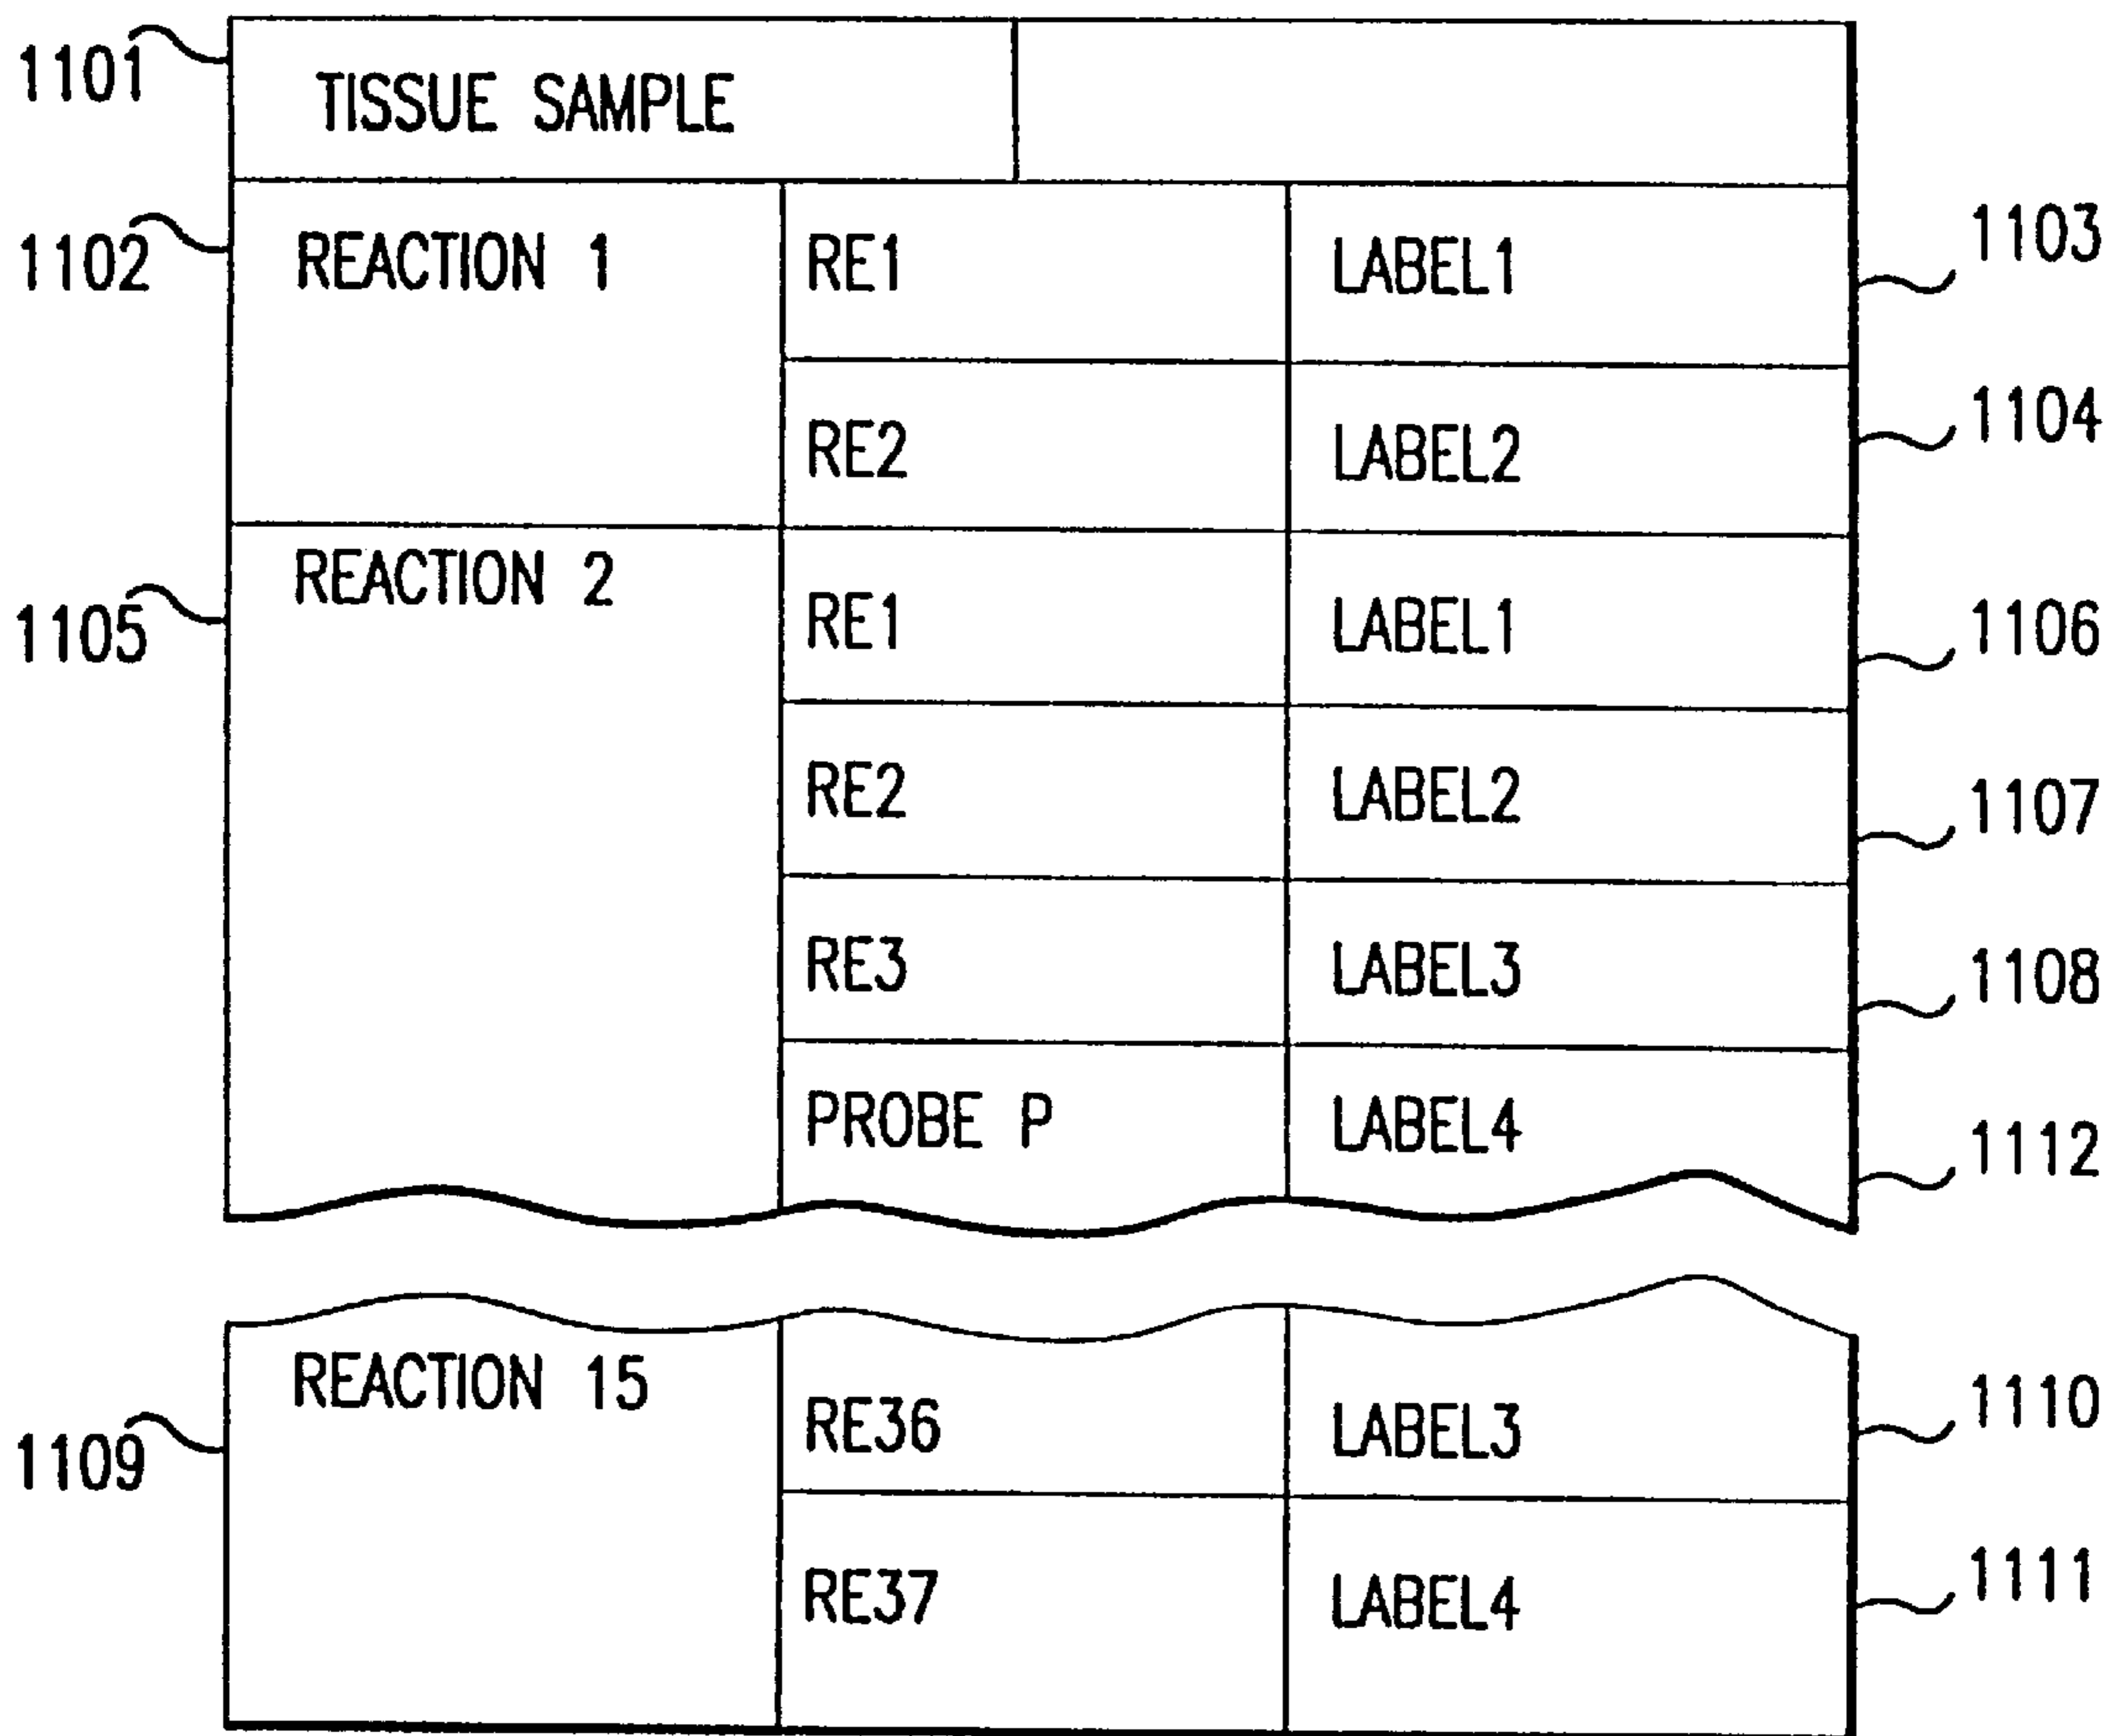 1101 TISSUE SAMPLE
1102 REACTION 1 RE1 LABEL1 1103
RE2 LABEL2 1104
1105 REACTION 2 RE1 LABEL1 1106
RE2 LABEL2 1107
RE3 LABEL3 1108
PROBE P LABEL4 1112
1109 REACTION 15 RE36 LABEL3 1110
RE37 LABEL4 1111